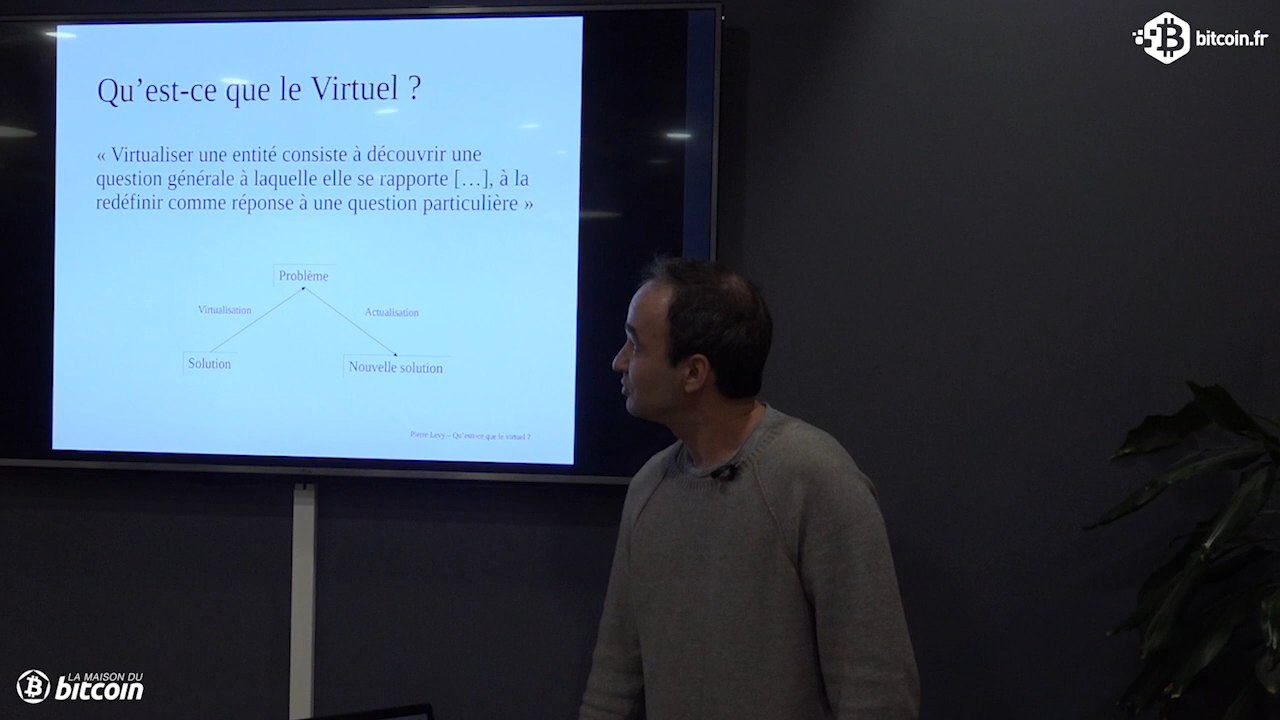 bitcoin.fr
Qu’est-ce que le Virtuel ?
« Virtualiser une entité consiste à découvrir une
question générale à laquelle elle se rapporte […], à la
redéfinir comme réponse à une question particulière »
Problème
Virtualisation
Actualisation
Solution
Nouvelle solution
Pierre Levy – Qu’est-ce que le virtuel ?
LA MAISON DU
bitcoin